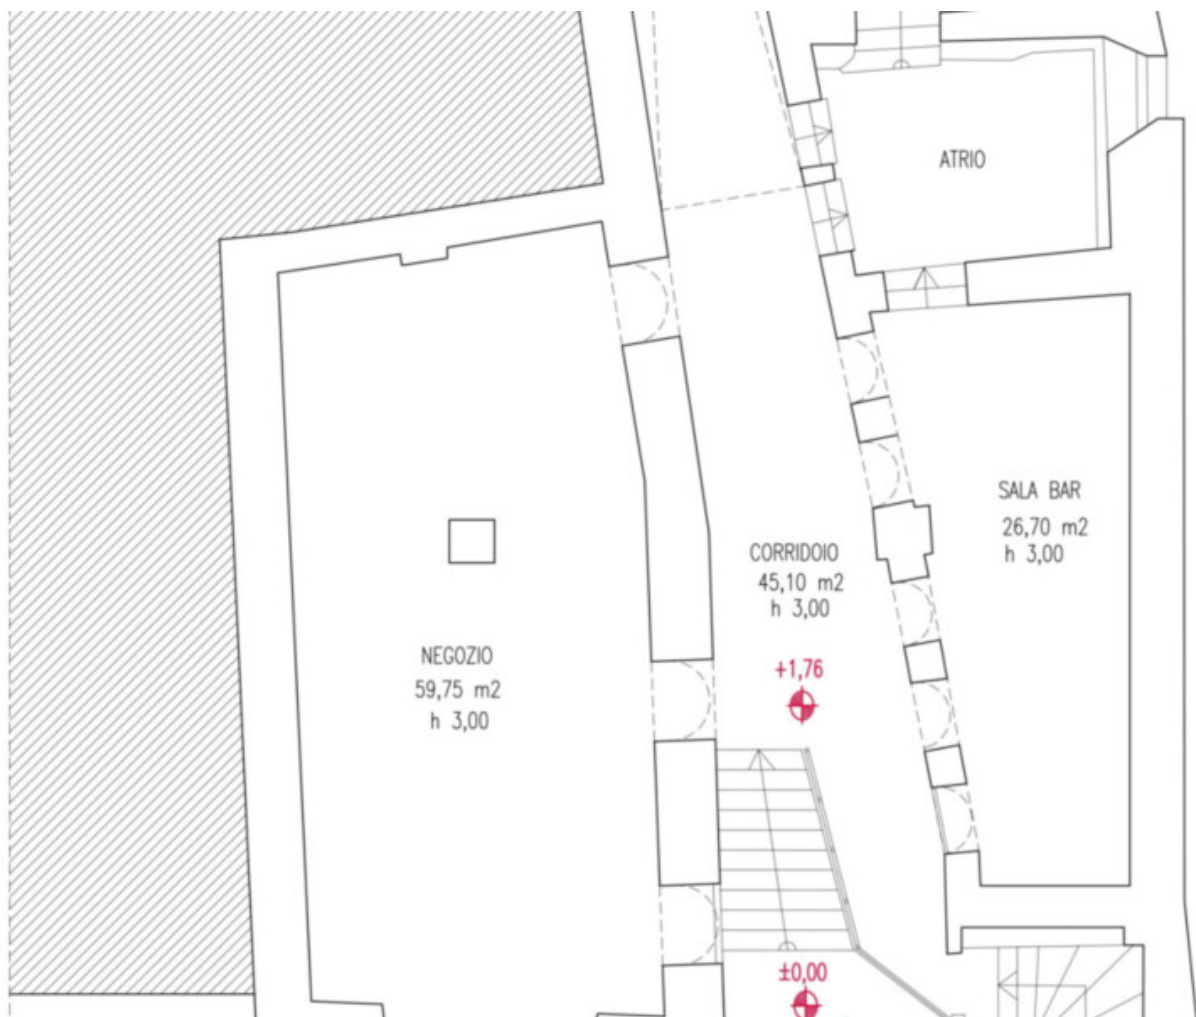 ATRIO
SALA BAR
26,70 m2
h 3,00
CORRIDOIO
45,10 m2
h 3,00
NEGOZIO
59,75 m2
h 3,00
+1,76
±0,00